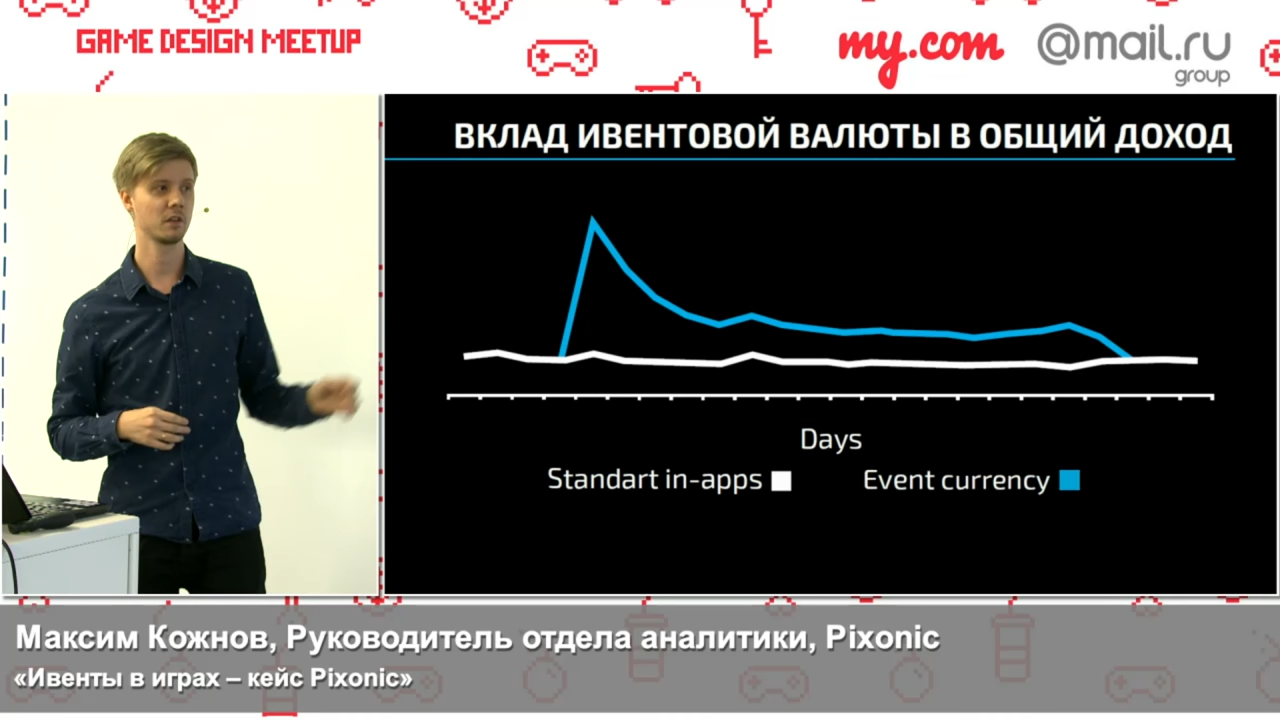 GAME DESIGN MEETUP
my.com
@mail.ru
group
ВКЛАД ИВЕНТОВОЙ ВАЛЮТЫ В ОБЩИЙ ДОХОД
Days
Standart in-apps
Event currency
Максим Кожнов, Руководитель отдела аналитики, Pixonic
«Ивенты в играх – кейс Pixonic»